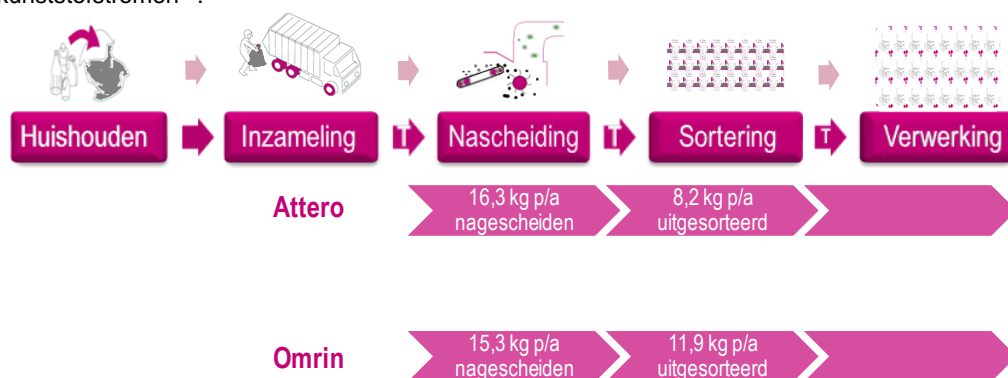 kunststofstromen
Huishouden
Inzameling
T
Nascheiding
T
Sortering
T
Verwerking
Attero
16,3 kg p/a
nagescheiden
8,2 kg p/a
uitgesorteerd
Omrin
15,3 kg p/a
nagescheiden
11,9 kg p/a
uitgesorteerd